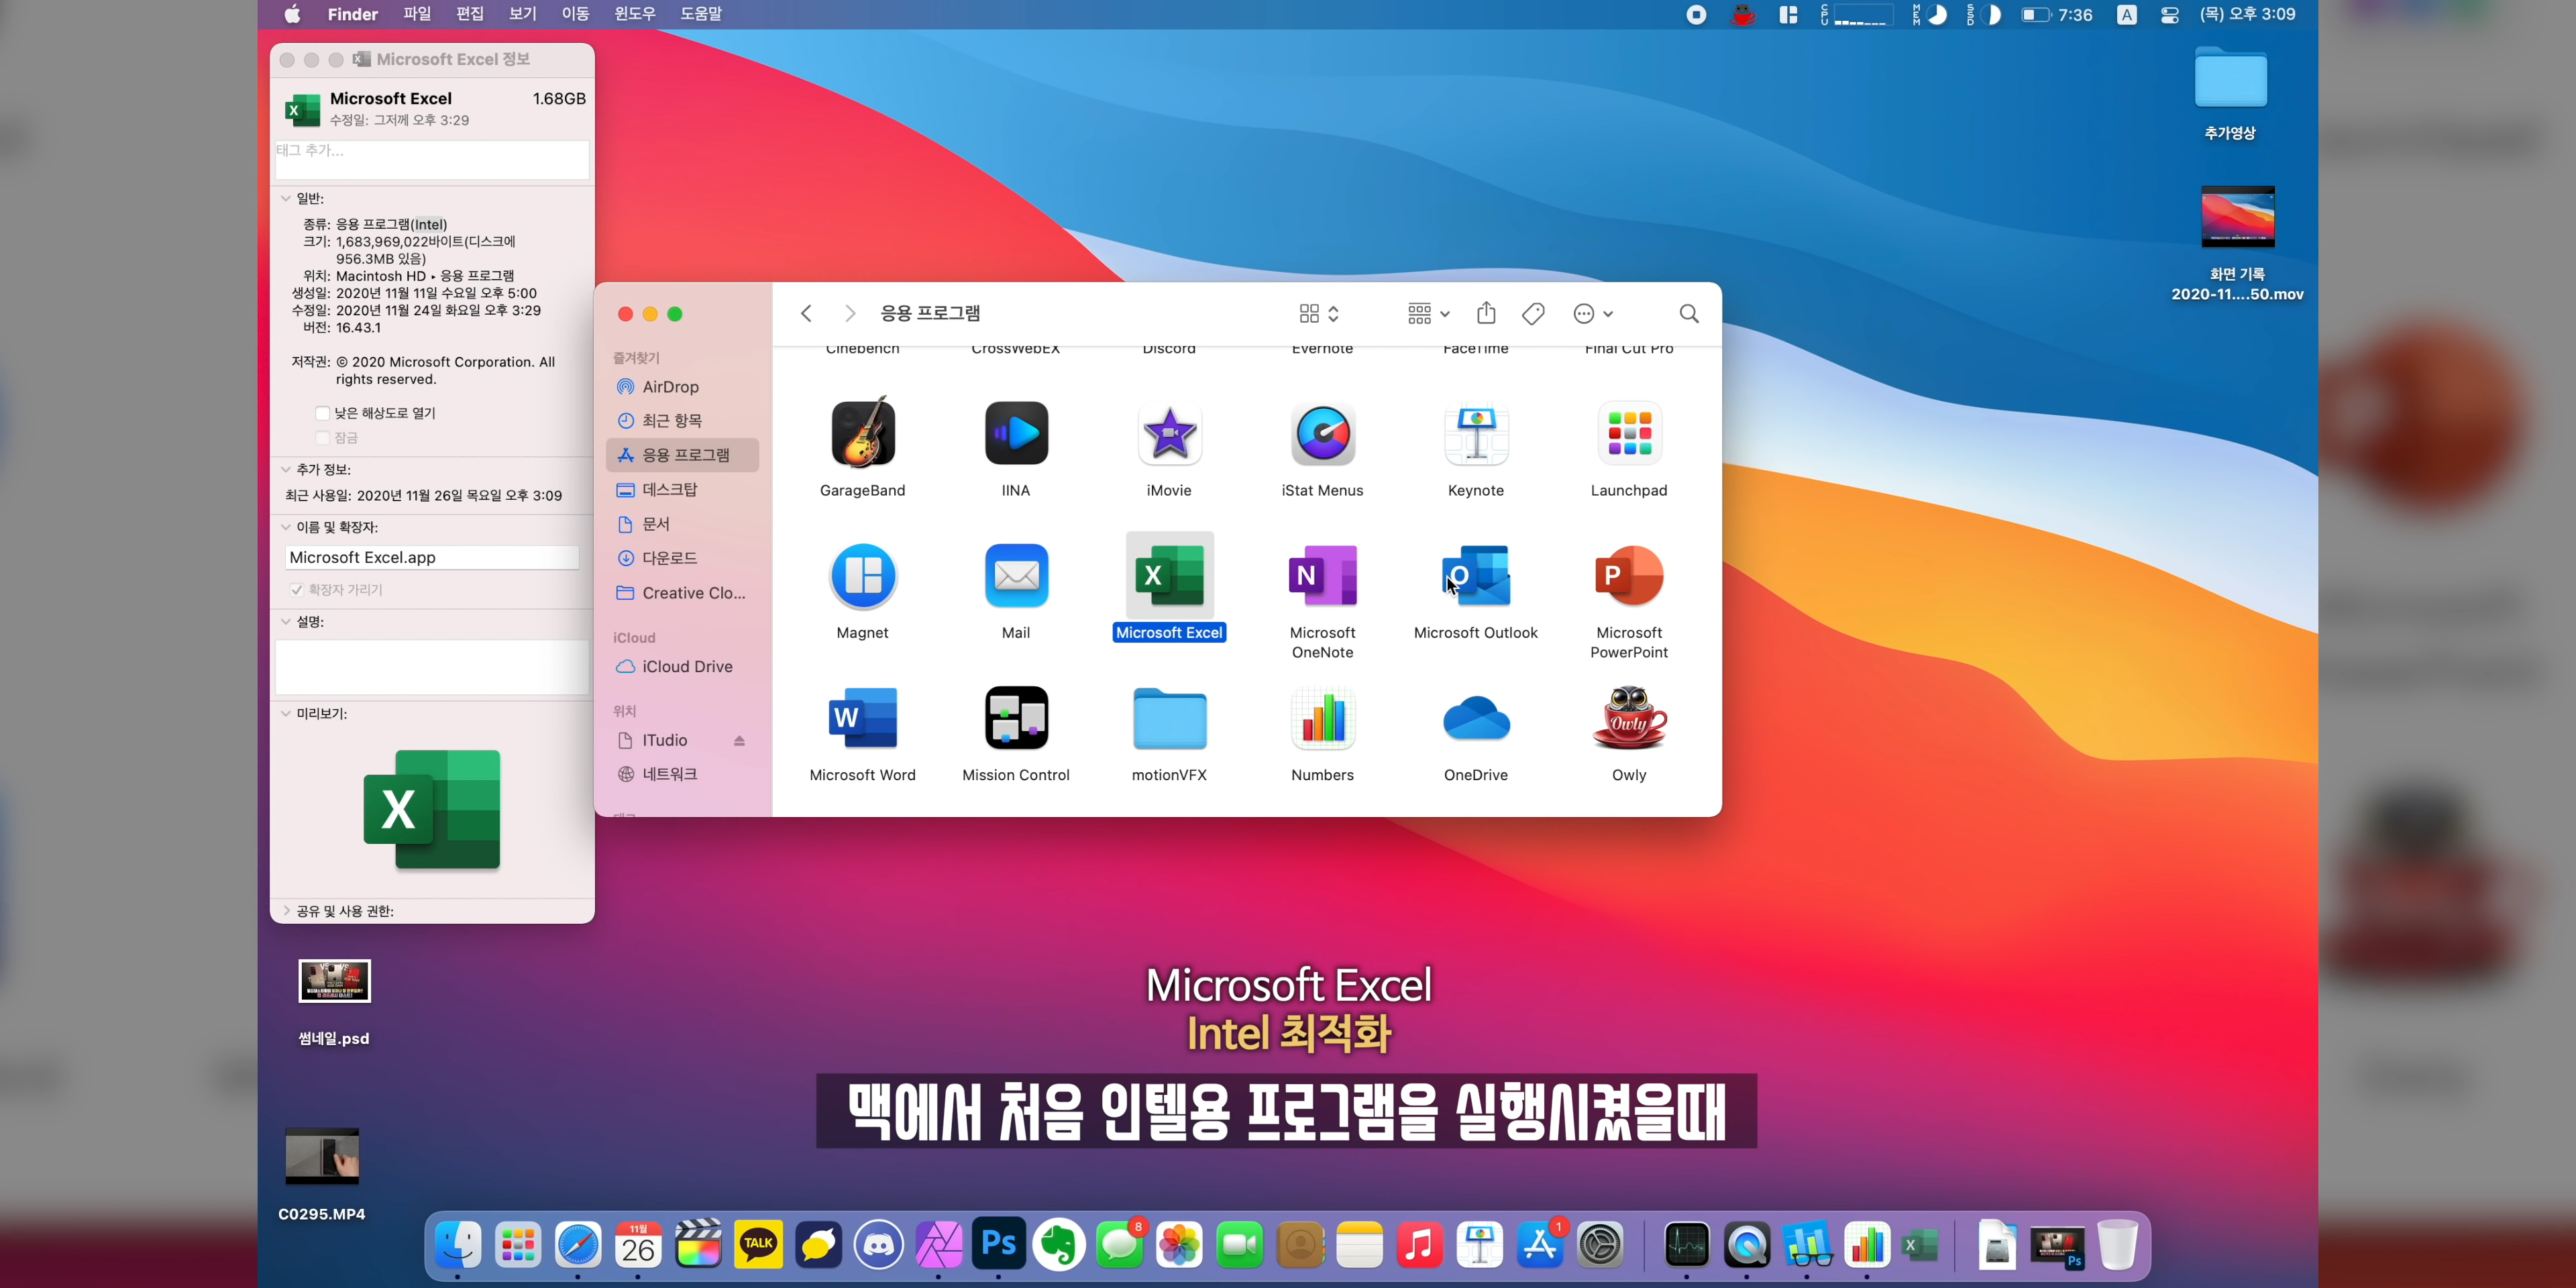 Finder 파일 편집 보기 이동 윈도우 도움말
CPU MEM SSD 7:36 A (목) 오후 3:09
Microsoft Excel 정보
Microsoft Excel 1.68GB
수정일: 그저께 오후 3:29
태그 추가...
일반:
종류: 응용 프로그램(Intel)
크기: 1,683,969,022바이트(디스크에
956.3MB 있음)
위치: Macintosh HD ▸ 응용 프로그램
생성일: 2020년 11월 11일 수요일 오후 5:00
수정일: 2020년 11월 24일 화요일 오후 3:29
버전: 16.43.1
저작권: © 2020 Microsoft Corporation. All
rights reserved.
낮은 해상도로 열기
잠금
추가 정보:
최근 사용일: 2020년 11월 26일 목요일 오후 3:09
이름 및 확장자:
Microsoft Excel.app
확장자 가리기
설명:
미리보기:
X
공유 및 사용 권한:
응용 프로그램
즐겨찾기
AirDrop
최근 항목
응용 프로그램
데스크탑
문서
다운로드
Creative Clo...
iCloud
iCloud Drive
위치
ITudio
네트워크
Cinebench CrossWebEX Discord Evernote FaceTime Final Cut Pro
GarageBand IINA iMovie iStat Menus Keynote Launchpad
X N O P
Magnet Mail Microsoft Excel Microsoft OneNote Microsoft Outlook Microsoft PowerPoint
W Owly
Microsoft Word Mission Control motionVFX Numbers OneDrive Owly
추가영상
화면 기록
2020-11....50.mov
썸네일.psd
C0295.MP4
Microsoft Excel
Intel 최적화
맥에서 처음 인텔용 프로그램을 실행시켰을때
11월
26
TALK
Ps
8
1
X
Ps